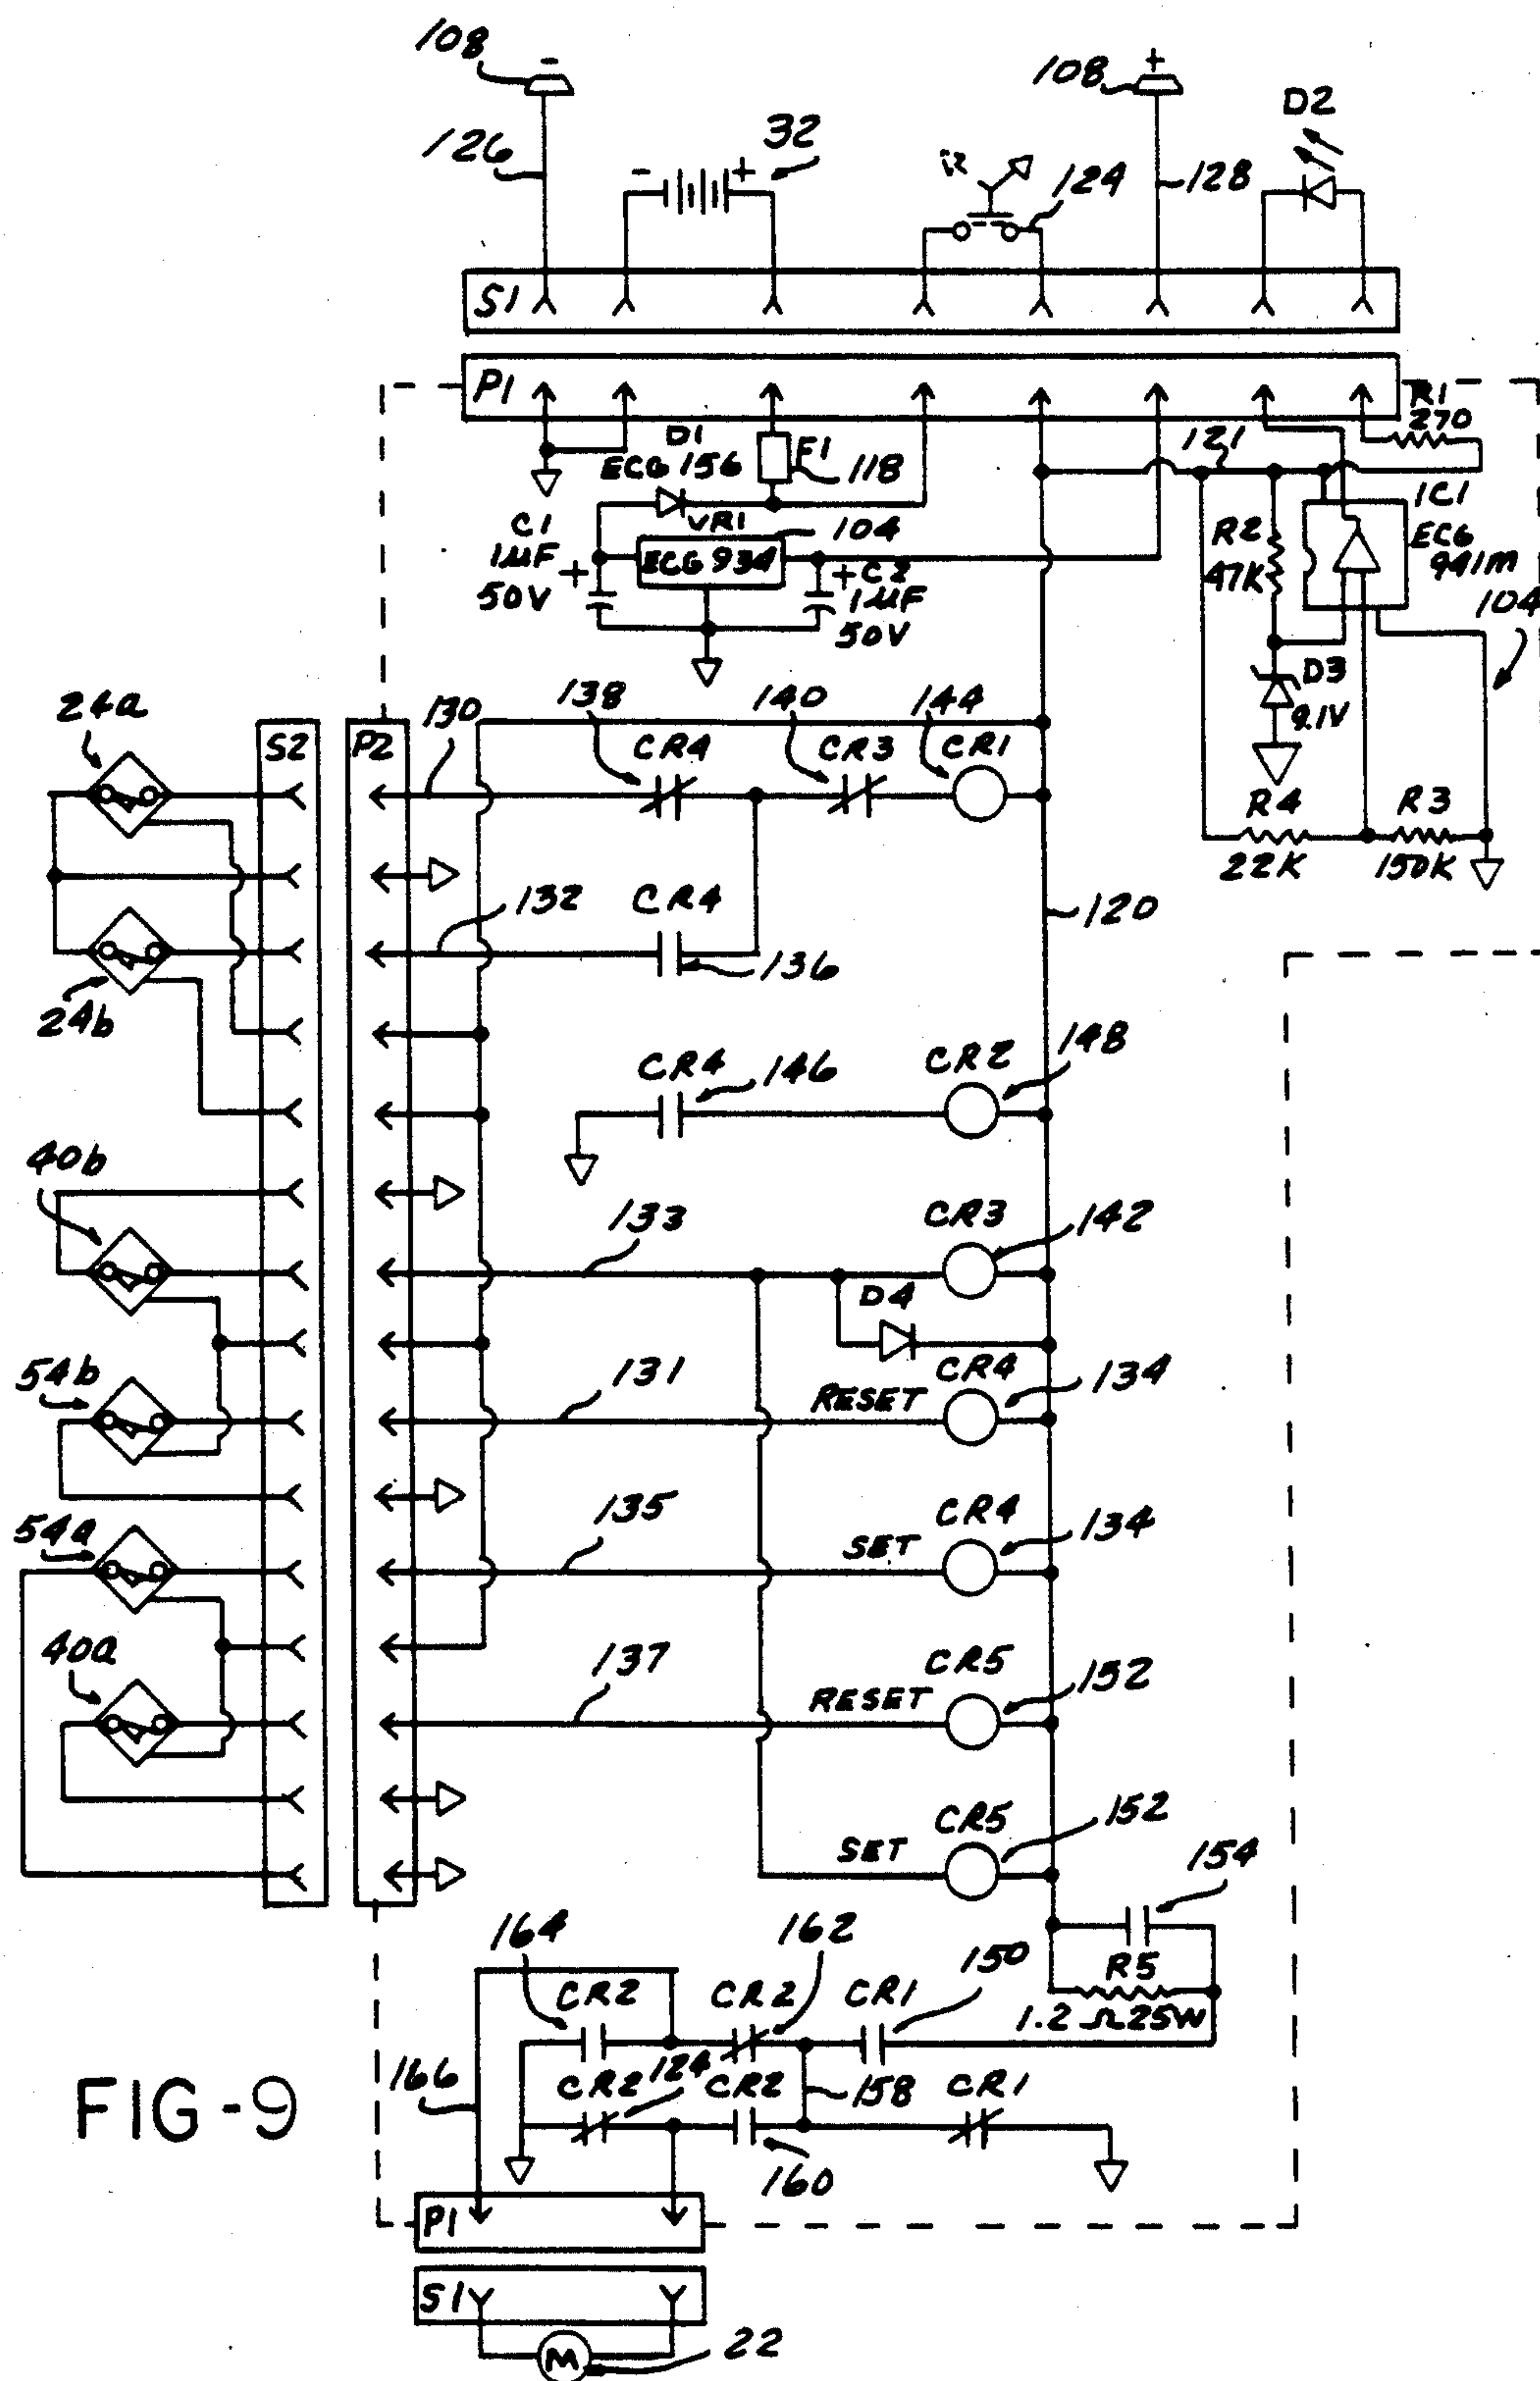 108
-
108
+
D2
126
-
+
32
124
128
S1
P1
R1
270
D1
ECG 156
F1
118
121
IC1
ECG
941M
C1
1µF
50V
+
VR1
104
ECG 934
+
C2
1µF
50V
R2
47K
104
D3
9.1V
24a
S2
P2
130
138
CR4
140
CR3
144
CR1
R4
22K
R3
150K
132
CR4
136
120
24b
CR4
146
CR2
148
40b
133
CR3
142
D4
54b
131
RESET
CR4
134
54a
135
SET
CR4
134
40a
137
RESET
CR5
152
SET
CR5
152
154
164
162
150
R5
1.2 Ω 25W
CR2
CR2
CR1
166
CR2
124
CR2
158
CR1
160
FIG-9
P1
S1
M
22